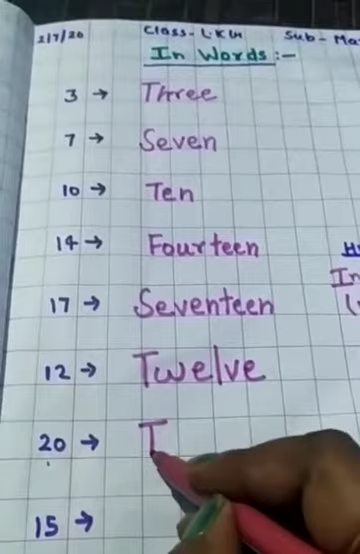 2/7/20 Class- L.K.G Sub - Ma
In Words :-
3 → Three
7 → Seven
10 → Ten
14 → Fourteen
17 → Seventeen
12 → Twelve
20 → T
15 →
In